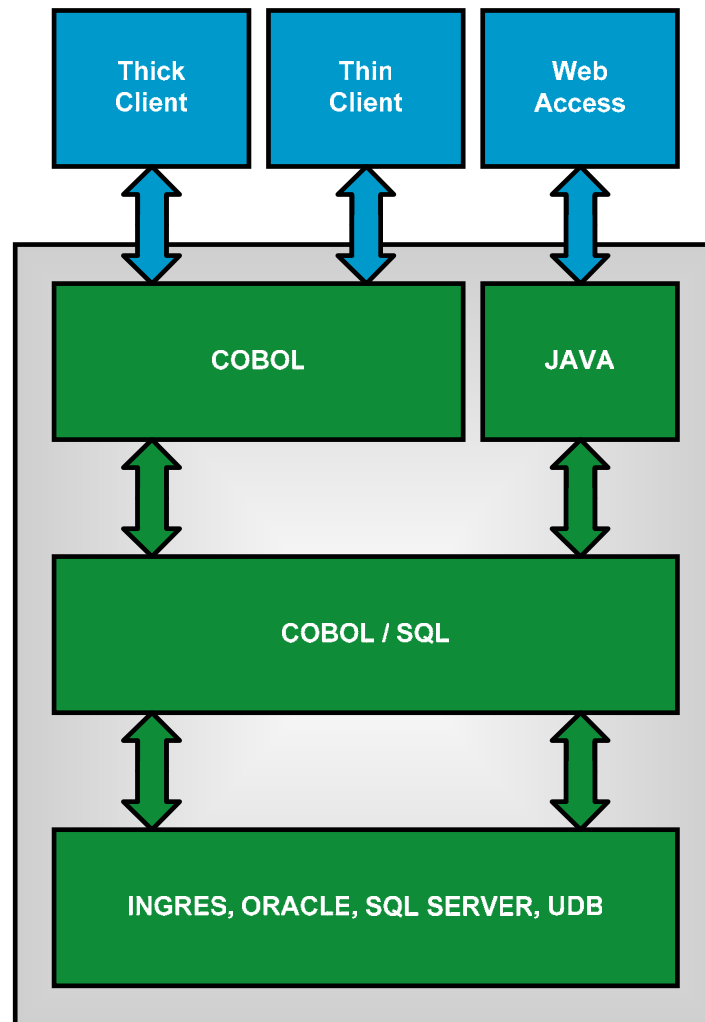 Thick
Client
Thin
Client
Web
Access
COBOL
JAVA
COBOL / SQL
INGRES, ORACLE, SQL SERVER, UDB